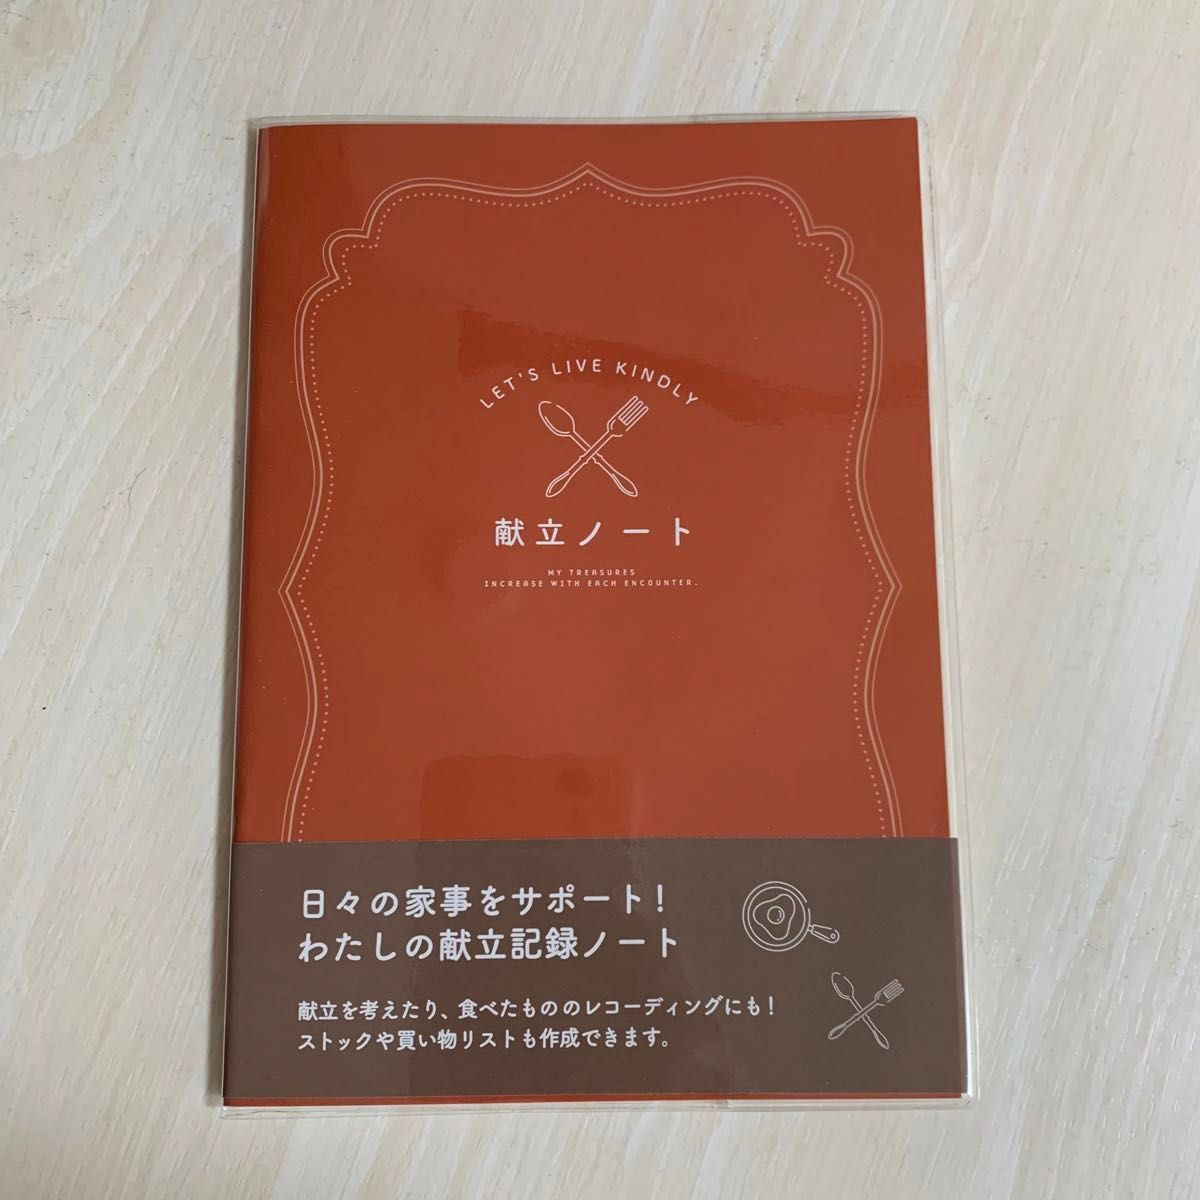 LET'S LIVE KINDLY
献立ノート
MY TREASURES
INCREASE WITH EACH ENCOUNTER.
日々の家事をサポート！
わたしの献立記録ノート
献立を考えたり、食べたもののレコーディングにも！
ストックや買い物リストも作成できます。